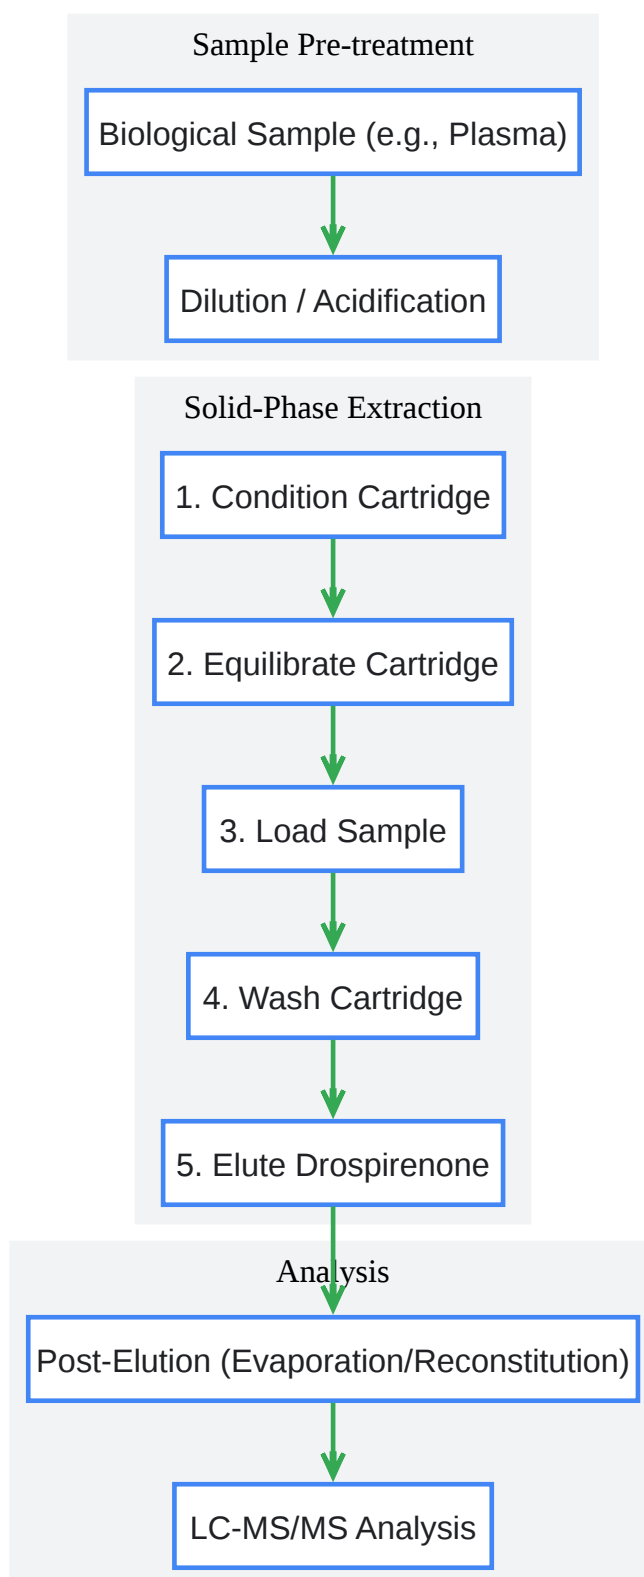 Sample Pre-treatment
Biological Sample (e.g., Plasma)
Dilution / Acidification
Solid-Phase Extraction
1. Condition Cartridge
2. Equilibrate Cartridge
3. Load Sample
4. Wash Cartridge
5. Elute Drospirenone
Analysis
Post-Elution (Evaporation/Reconstitution)
LC-MS/MS Analysis